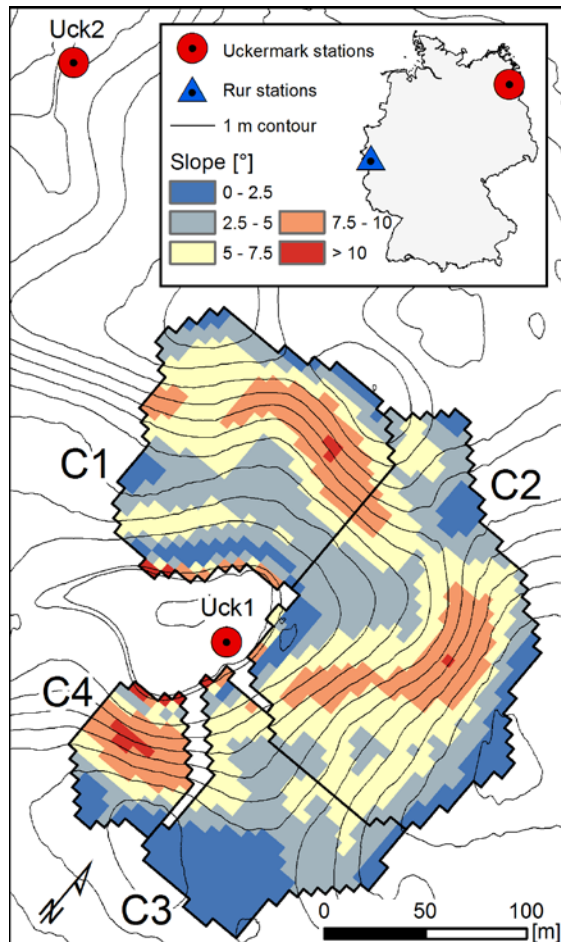 Uck2
Uckermark stations
Rur stations
1 m contour
Slope [°]
0 - 2.5
2.5 - 5
7.5 - 10
5 - 7.5
> 10
C1
C2
Uck1
C4
C3
N
0
50
100
[m]